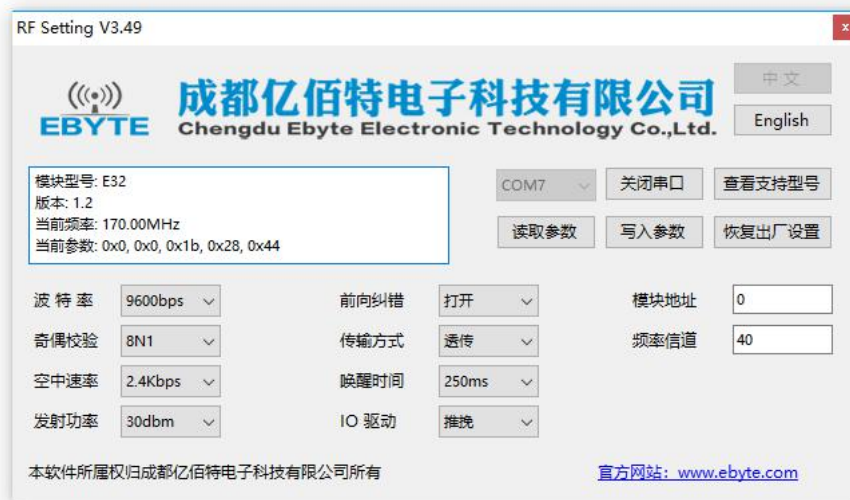 RF Setting V3.49
x
EBYTE
成都亿佰特电子科技有限公司
Chengdu Ebyte Electronic Technology Co.,Ltd.
中文
English
模块型号: E32
版本: 1.2
当前频率: 170.00MHz
当前参数: 0x0, 0x0, 0x1b, 0x28, 0x44
COM7 关闭串口 查看支持型号
读取参数 写入参数 恢复出厂设置
波特率 9600bps 前向纠错 打开 模块地址 0
奇偶校验 8N1 传输方式 透传 频率信道 40
空中速率 2.4Kbps 唤醒时间 250ms
发射功率 30dbm IO 驱动 推挽
本软件所属权归成都亿佰特电子科技有限公司所有 官方网站：www.ebyte.com